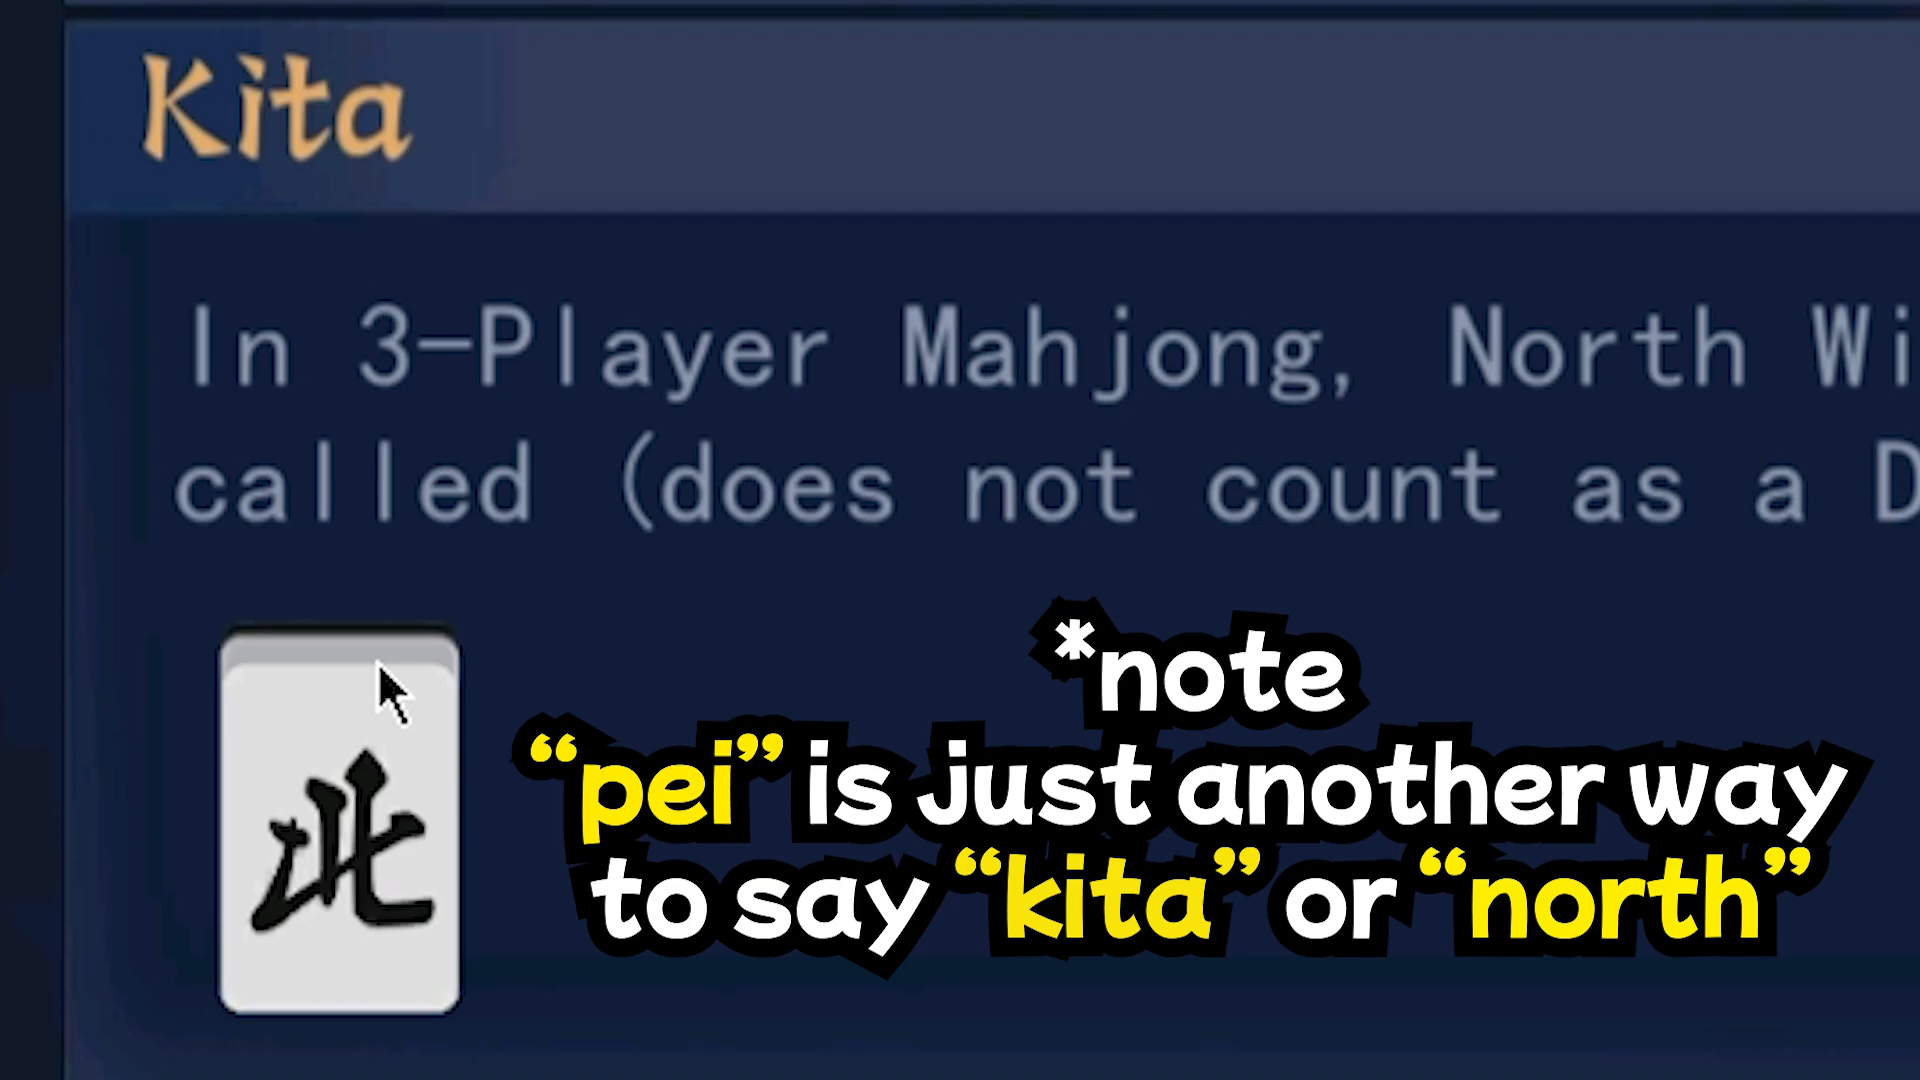 Kita
In 3-Player Mahjong, North Wi
called (does not count as a D
北
*note
“pei” is just another way
to say “kita” or “north”